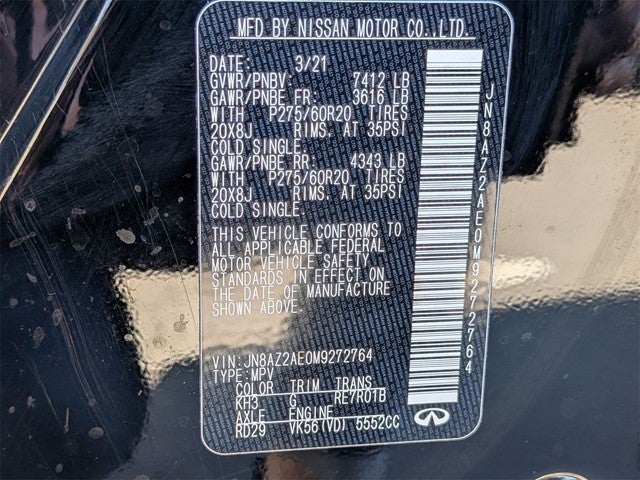 MFD BY NISSAN MOTOR CO.,LTD.
DATE: 3/21
GVWR/PNBV: 7412 LB
GAWR/PNBE FR: 3616 LB
WITH P275/60R20 TIRES
20X8J RIMS. AT 35PSI
COLD SINGLE.
GAWR/PNBE RR: 4343 LB
WITH P275/60R20 TIRES
20X8J RIMS. AT 35PSI
COLD SINGLE.
THIS VEHICLE CONFORMS TO
ALL APPLICABLE FEDERAL
MOTOR VEHICLE SAFETY
STANDARDS IN EFFECT ON
THE DATE OF MANUFACTURE
SHOWN ABOVE.
VIN: JN8AZ2AE0M9272764
TYPE: MPV
COLOR TRIM TRANS
KH3 G RE7R01B
AXLE ENGINE
RD29 VK56(VD) 5552CC
JN8AZ2AE0M9272764
INFINITI